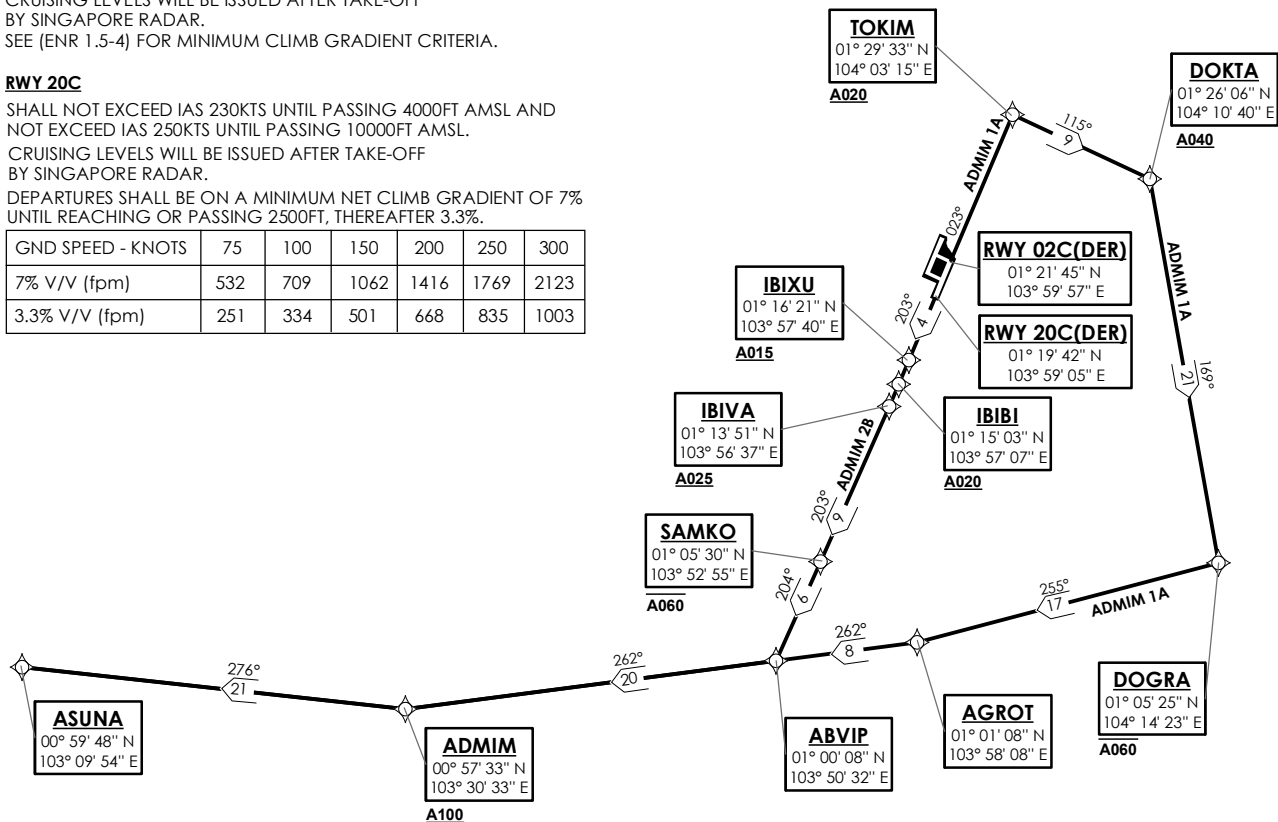 CRUISING LEVELS WILL BE ISSUED AFTER TAKE-OFF
BY SINGAPORE RADAR.
SEE (ENR 1.5-4) FOR MINIMUM CLIMB GRADIENT CRITERIA.
RWY 20C
SHALL NOT EXCEED IAS 230KTS UNTIL PASSING 4000FT AMSL AND
NOT EXCEED IAS 250KTS UNTIL PASSING 10000FT AMSL.
CRUISING LEVELS WILL BE ISSUED AFTER TAKE-OFF
BY SINGAPORE RADAR.
DEPARTURES SHALL BE ON A MINIMUM NET CLIMB GRADIENT OF 7%
UNTIL REACHING OR PASSING 2500FT, THEREAFTER 3.3%.
GND SPEED - KNOTS 75 100 150 200 250 300
7% V/V (fpm) 532 709 1062 1416 1769 2123
3.3% V/V (fpm) 251 334 501 668 835 1003
TOKIM
01° 29' 33" N
104° 03' 15" E
A020
DOKTA
01° 26' 06" N
104° 10' 40" E
A040
115°
9
ADMIM 1A
023°
RWY 02C(DER)
01° 21' 45" N
103° 59' 57" E
RWY 20C(DER)
01° 19' 42" N
103° 59' 05" E
ADMIM 1A
169°
21
IBIXU
01° 16' 21" N
103° 57' 40" E
A015
203°
4
IBIVA
01° 13' 51" N
103° 56' 37" E
A025
IBIBI
01° 15' 03" N
103° 57' 07" E
A020
ADMIM 2B
203°
9
SAMKO
01° 05' 30" N
103° 52' 55" E
A060
204°
6
255°
17
ADMIM 1A
262°
8
262°
20
276°
21
DOGRA
01° 05' 25" N
104° 14' 23" E
A060
AGROT
01° 01' 08" N
103° 58' 08" E
ABVIP
01° 00' 08" N
103° 50' 32" E
ADMIM
00° 57' 33" N
103° 30' 33" E
A100
ASUNA
00° 59' 48" N
103° 09' 54" E